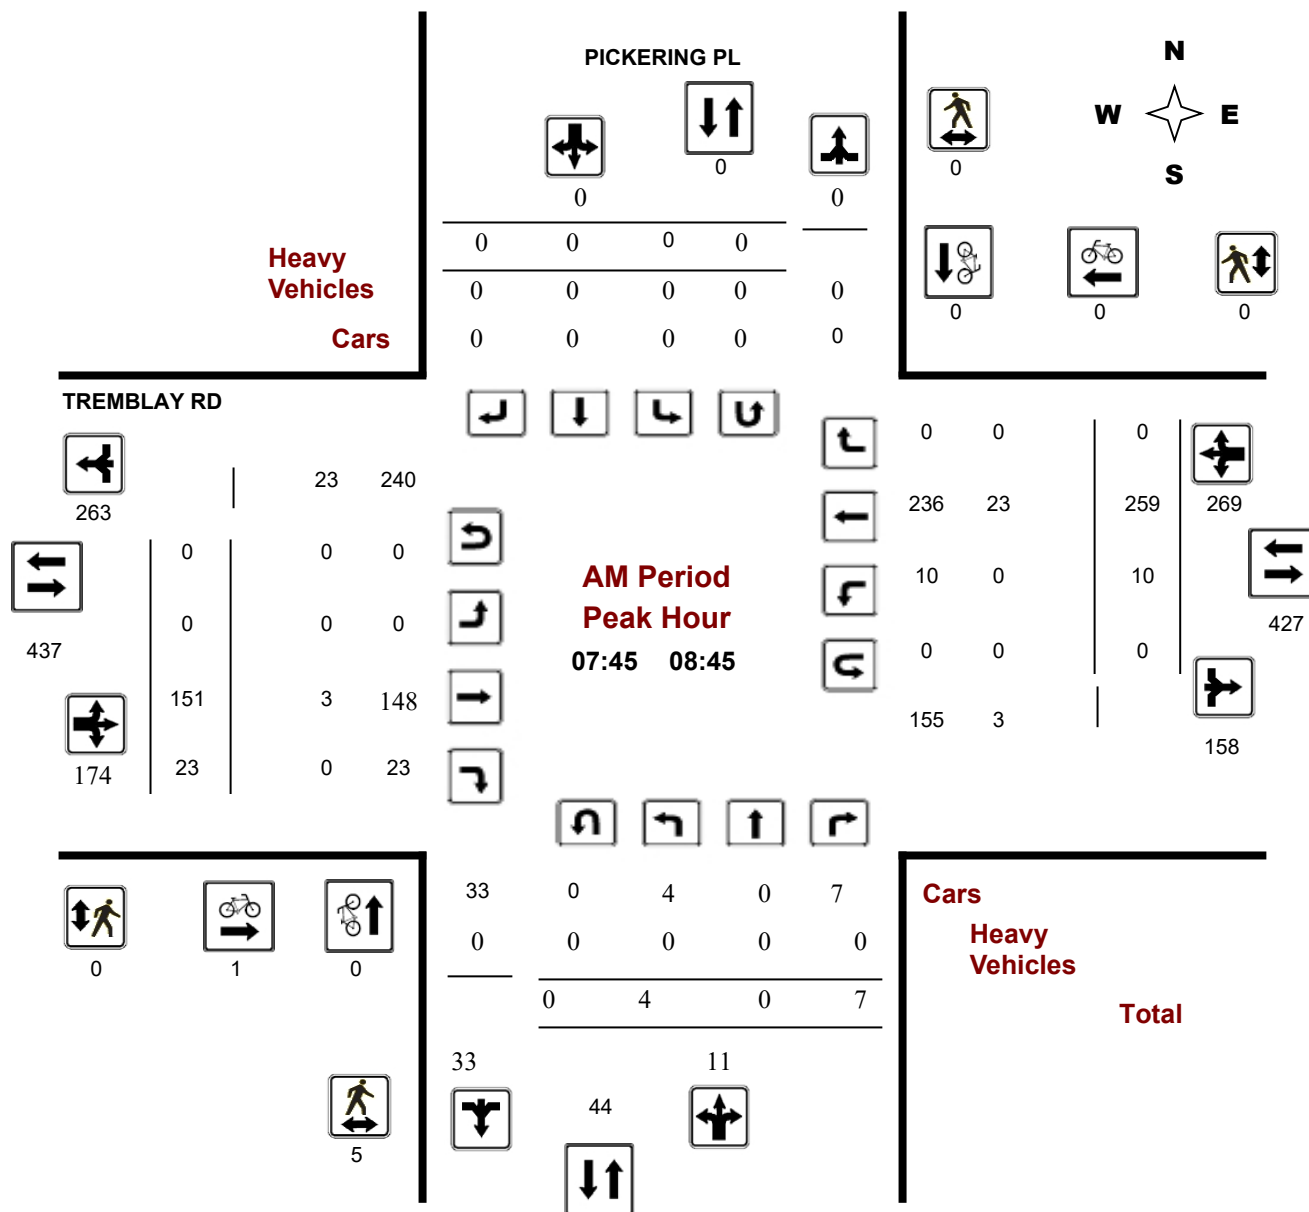 PICKERING PL
N
W E
S
0
0
0 0
0
0 0 0 0
Heavy
Vehicles
0 0 0 0 0
0 0 0
Cars
0 0 0 0 0
TREMBLAY RD
0 0 0
23 240
263
236 23 259 269
0 0 0
AM Period
10 0 10
Peak Hour
0 0 0
427
437
07:45 08:45
0 0 0
151 3 148
155 3
158
174 23 0 23
33 0 4 0 7
Cars
0 0 0 0 0
Heavy
Vehicles
0 1 0
0 4 0 7
Total
33 11
44
5